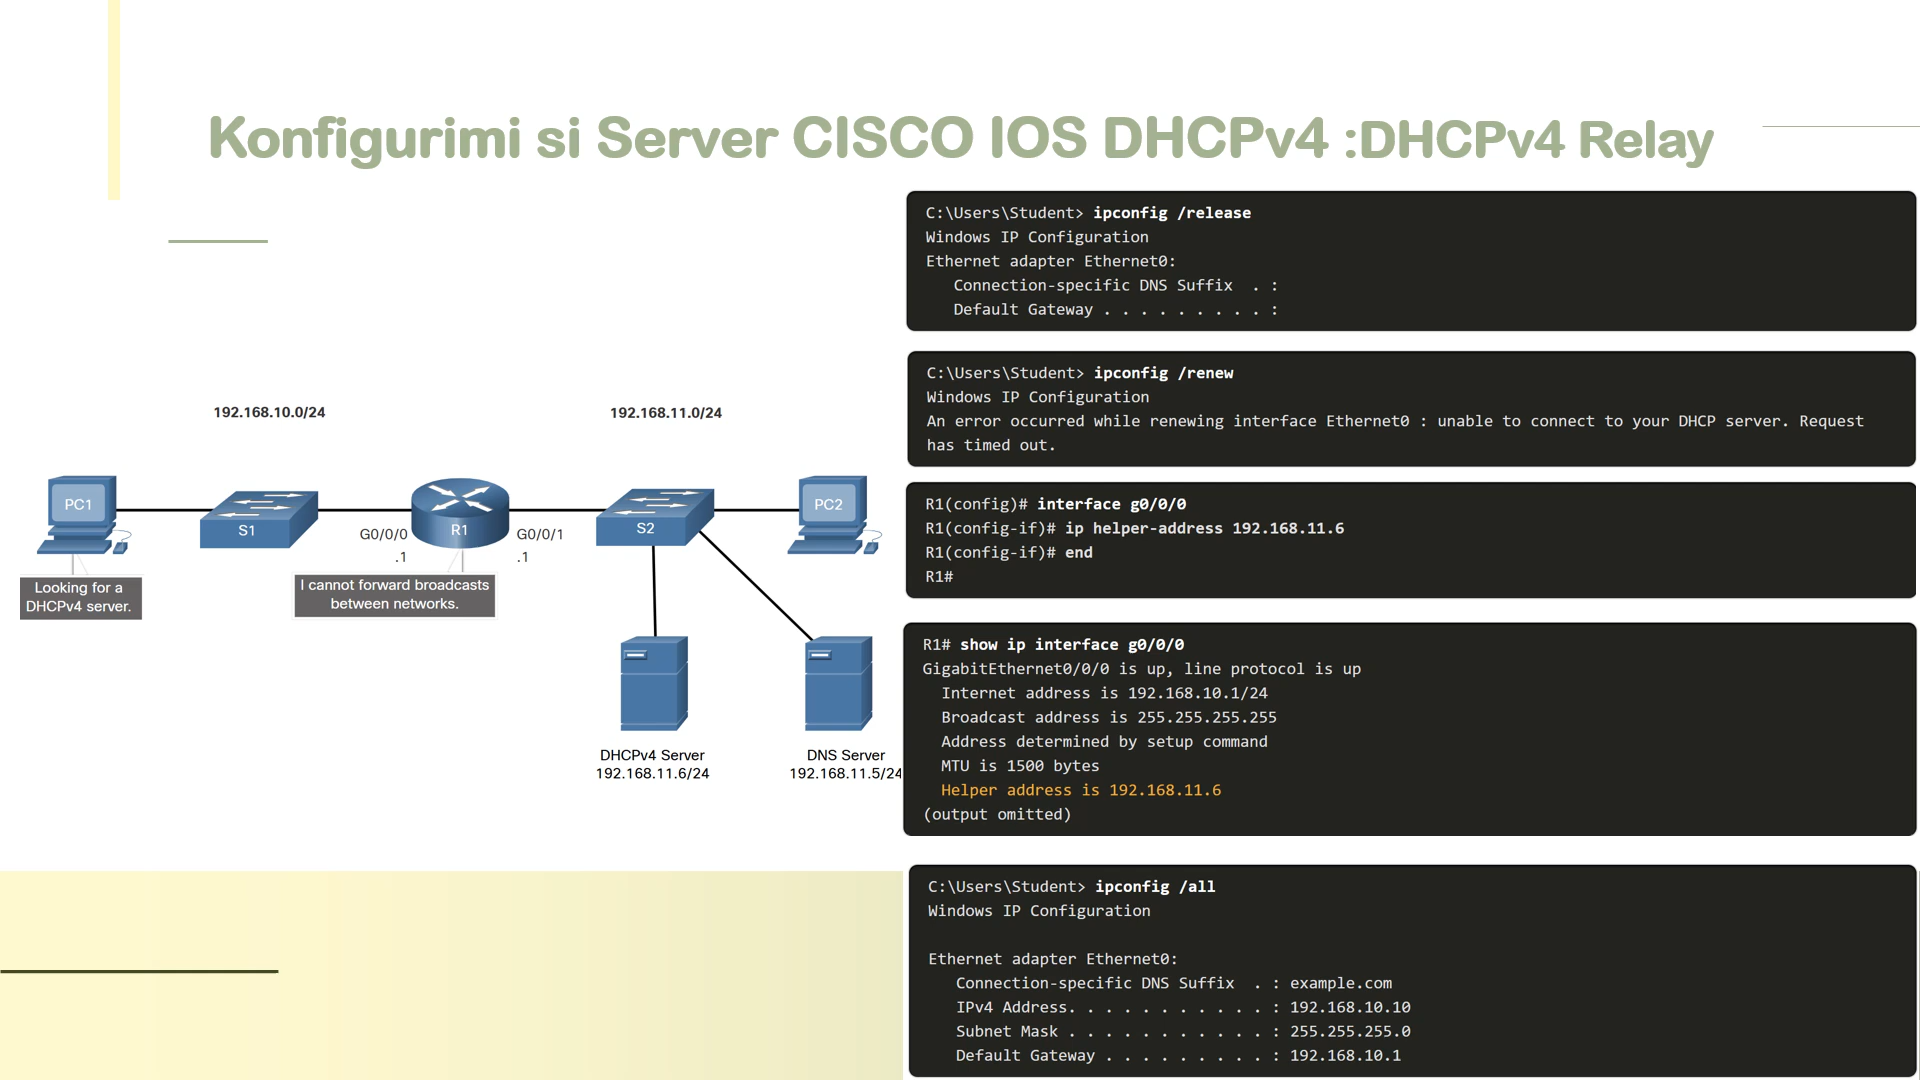 Konfigurimi si Server CISCO IOS DHCPv4 :DHCPv4 Relay
192.168.10.0/24
192.168.11.0/24
PC1
S1
G0/0/0
.1
R1
G0/0/1
.1
S2
PC2
Looking for a
DHCPv4 server.
I cannot forward broadcasts
between networks.
DHCPv4 Server
192.168.11.6/24
DNS Server
192.168.11.5/24
C:\Users\Student> ipconfig /release
Windows IP Configuration
Ethernet adapter Ethernet0:
   Connection-specific DNS Suffix  . :
   Default Gateway . . . . . . . . . :
C:\Users\Student> ipconfig /renew
Windows IP Configuration
An error occurred while renewing interface Ethernet0 : unable to connect to your DHCP server. Request
has timed out.
R1(config)# interface g0/0/0
R1(config-if)# ip helper-address 192.168.11.6
R1(config-if)# end
R1#
R1# show ip interface g0/0/0
GigabitEthernet0/0/0 is up, line protocol is up
  Internet address is 192.168.10.1/24
  Broadcast address is 255.255.255.255
  Address determined by setup command
  MTU is 1500 bytes
  Helper address is 192.168.11.6
(output omitted)
C:\Users\Student> ipconfig /all
Windows IP Configuration
Ethernet adapter Ethernet0:
   Connection-specific DNS Suffix  . : example.com
   IPv4 Address. . . . . . . . . . . : 192.168.10.10
   Subnet Mask . . . . . . . . . . . : 255.255.255.0
   Default Gateway . . . . . . . . . : 192.168.10.1